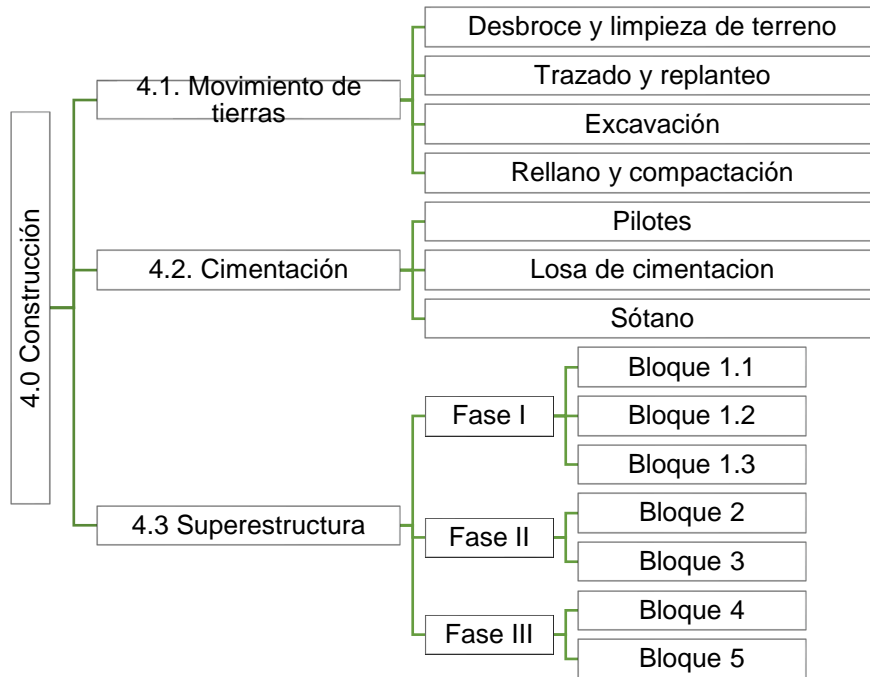 4.0 Construcción
4.1. Movimiento de
tierras
Desbroce y limpieza de terreno
Trazado y replanteo
Excavación
Rellano y compactación
4.2. Cimentación
Pilotes
Losa de cimentacion
Sótano
4.3 Superestructura
Fase I
Bloque 1.1
Bloque 1.2
Bloque 1.3
Fase II
Bloque 2
Bloque 3
Fase III
Bloque 4
Bloque 5